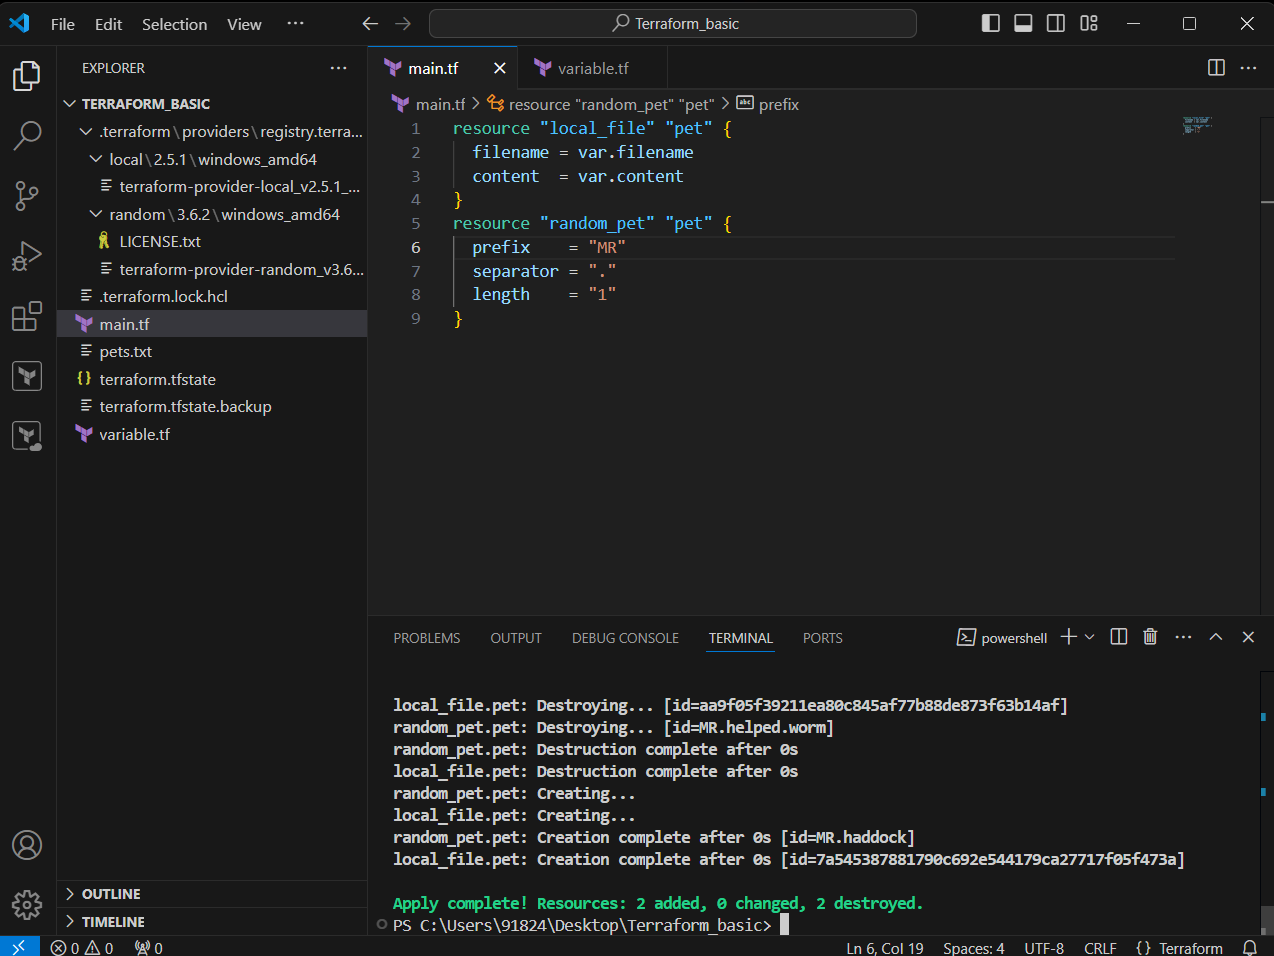 File Edit Selection View ··· Terraform_basic
EXPLORER ···
TERRAFORM_BASIC
.terraform\providers\registry.terra...
local\2.5.1\windows_amd64
terraform-provider-local_v2.5.1_...
random\3.6.2\windows_amd64
LICENSE.txt
terraform-provider-random_v3.6...
.terraform.lock.hcl
main.tf
pets.txt
{} terraform.tfstate
terraform.tfstate.backup
variable.tf
OUTLINE
TIMELINE
main.tf variable.tf ···
main.tf > resource "random_pet" "pet" > abc prefix
1 resource "local_file" "pet" {
2 filename = var.filename
3 content = var.content
4 }
5 resource "random_pet" "pet" {
6 prefix = "MR"
7 separator = "."
8 length = "1"
9 }
PROBLEMS OUTPUT DEBUG CONSOLE TERMINAL PORTS powershell ···
local_file.pet: Destroying... [id=aa9f05f39211ea80c845af77b88de873f63b14af]
random_pet.pet: Destroying... [id=MR.helped.worm]
random_pet.pet: Destruction complete after 0s
local_file.pet: Destruction complete after 0s
random_pet.pet: Creating...
local_file.pet: Creating...
random_pet.pet: Creation complete after 0s [id=MR.haddock]
local_file.pet: Creation complete after 0s [id=7a545387881790c692e544179ca27717f05f473a]
Apply complete! Resources: 2 added, 0 changed, 2 destroyed.
PS C:\Users\91824\Desktop\Terraform_basic>
0 0 0 Ln 6, Col 19 Spaces: 4 UTF-8 CRLF {} Terraform